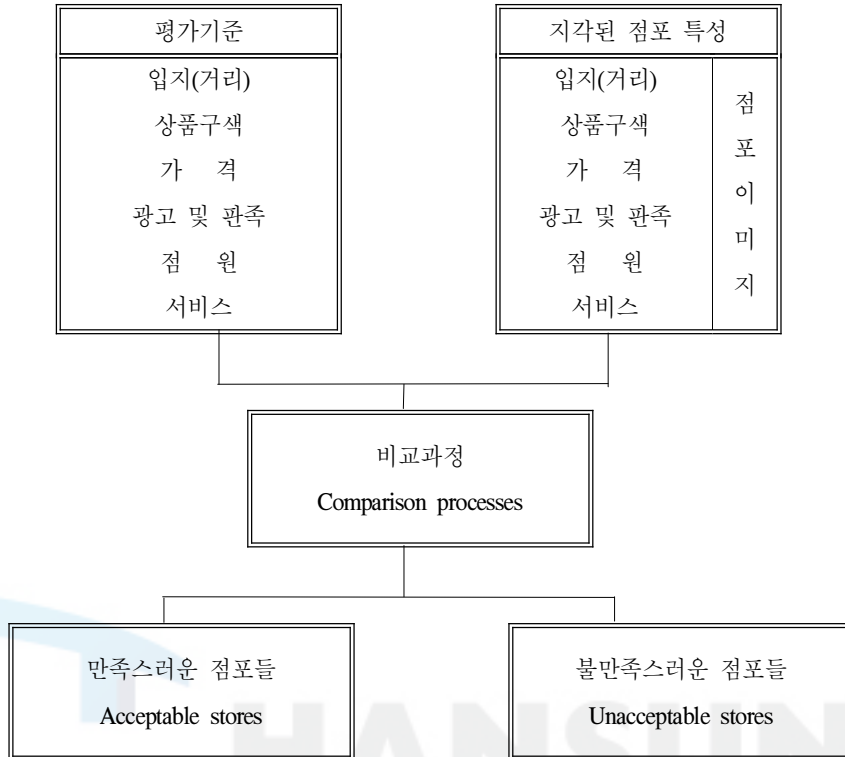 평가기준
입지(거리)
상품구색
가 격
광고 및 판족
점 원
서비스
지각된 점포 특성
입지(거리)
상품구색
가 격
광고 및 판족
점 원
서비스
점
포
이
미
지
비교과정
Comparison processes
만족스러운 점포들
Acceptable stores
불만족스러운 점포들
Unacceptable stores
HANSUN